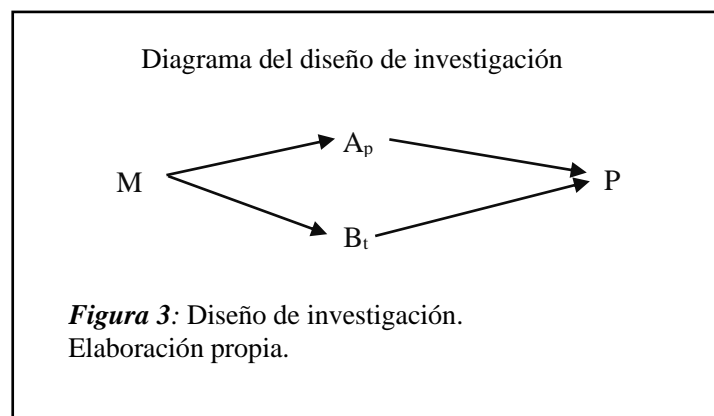 Diagrama del diseño de investigación
Aₚ
M
P
Bₜ
Figura 3: Diseño de investigación.
Elaboración propia.